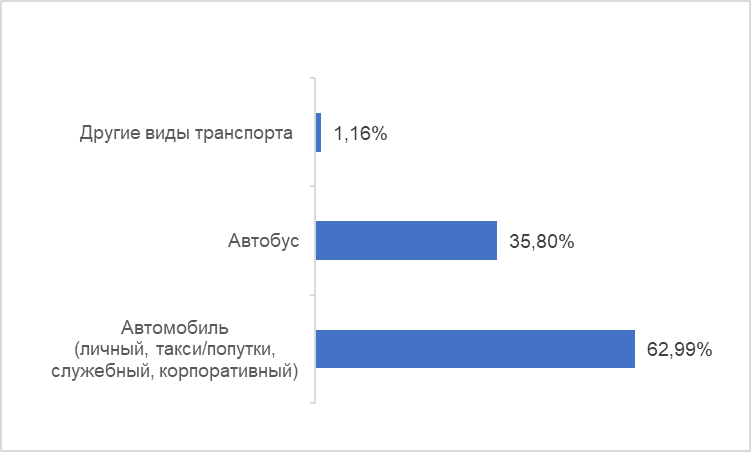 Другие виды транспорта
1,16%
Автобус
35,80%
Автомобиль
(личный, такси/попутки,
служебный, корпоративный)
62,99%